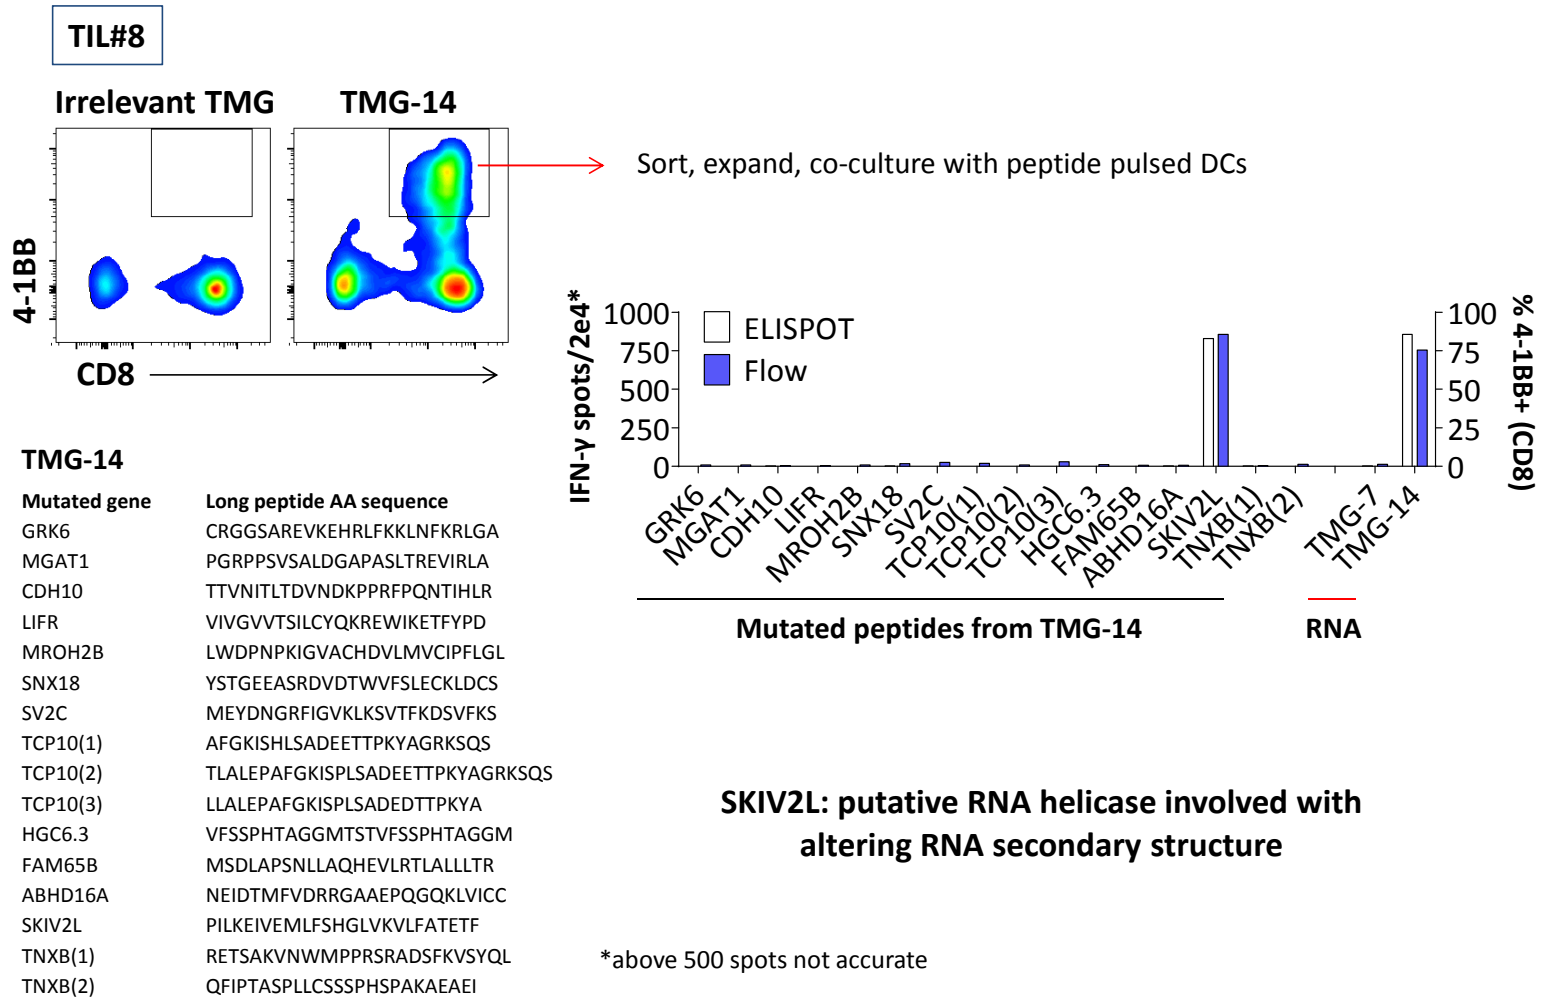 TIL#8
Irrelevant TMG
TMG-14
4-1BB
CD8
Sort, expand, co-culture with peptide pulsed DCs
IFN-γ spots/2e4*
1000
750
500
250
0
ELISPOT
Flow
100
75
50
25
0
% 4-1BB+ (CD8)
GRK6
MGAT1
CDH10
LIFR
MROH2B
SNX18
SV2C
TCP10(1)
TCP10(2)
TCP10(3)
HGC6.3
FAM65B
ABHD16A
SKIV2L
TNXB(1)
TNXB(2)
TMG-7
TMG-14
Mutated peptides from TMG-14
RNA
TMG-14
Mutated gene Long peptide AA sequence
GRK6 CRGGSAREVKEHRLFKKLNFKRLGA
MGAT1 PGRPPSVSALDGAPASLTREVIRLA
CDH10 TTVNITLTDVNDKPPRFPQNTIHLR
LIFR VIVGVVTSILCYQKREWIKETFYPD
MROH2B LWDPNPKIGVACHDVLMVCIPFLGL
SNX18 YSTGEEASRDVDTWVFSLECKLDCS
SV2C MEYDNGRFIGVKLKSVTFKDSVFKS
TCP10(1) AFGKISHLSADEETTPKYAGRKSQS
TCP10(2) TLALEPAFGKISPLSADEETTPKYAGRKSQS
TCP10(3) LLALEPAFGKISPLSADEDTTPKYA
HGC6.3 VFSSPHTAGGMTSTVFSSPHTAGGM
FAM65B MSDLAPSNLLAQHEVLRTLALLLTR
ABHD16A NEIDTMFVDRRGAAEPQGQKLVICC
SKIV2L PILKEIVEMLFSHGLVKVLFATETF
TNXB(1) RETSAKVNWMPPRSRADSFKVSYQL
TNXB(2) QFIPTASPLLCSSSPHSPAKAEAEI
SKIV2L: putative RNA helicase involved with
altering RNA secondary structure
*above 500 spots not accurate